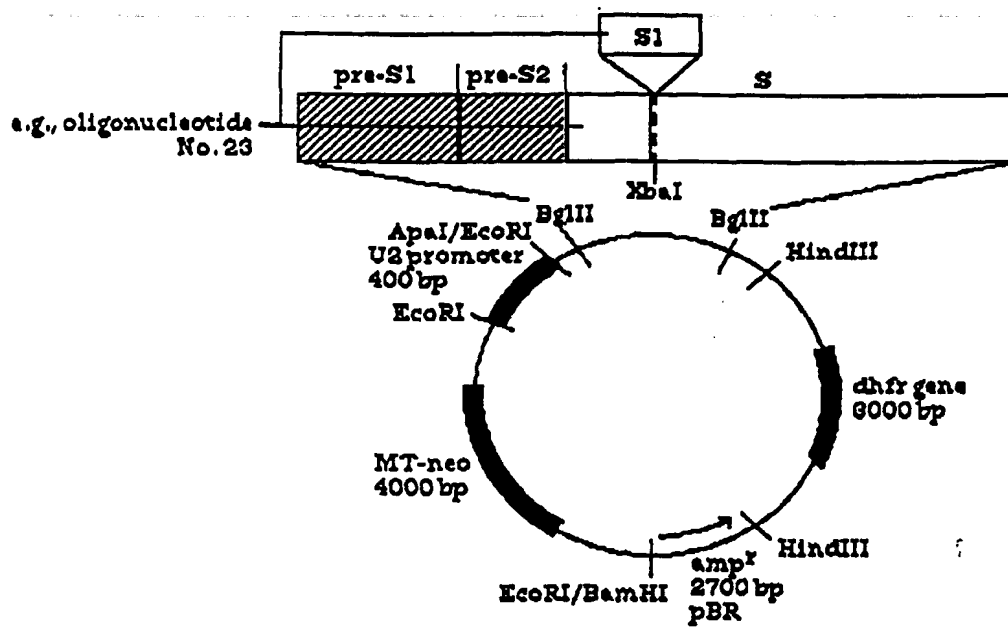 S1
pre-S1
pre-S2
S
e.g., oligonucleotide
No. 23
XbaI
BglII
BglII
ApaI/EcoRI
U2 promoter
400 bp
HindIII
EcoRI
dhfr gene
6000 bp
MT-neo
4000 bp
HindIII
EcoRI/BamHI
amp^r
2700 bp
pBR